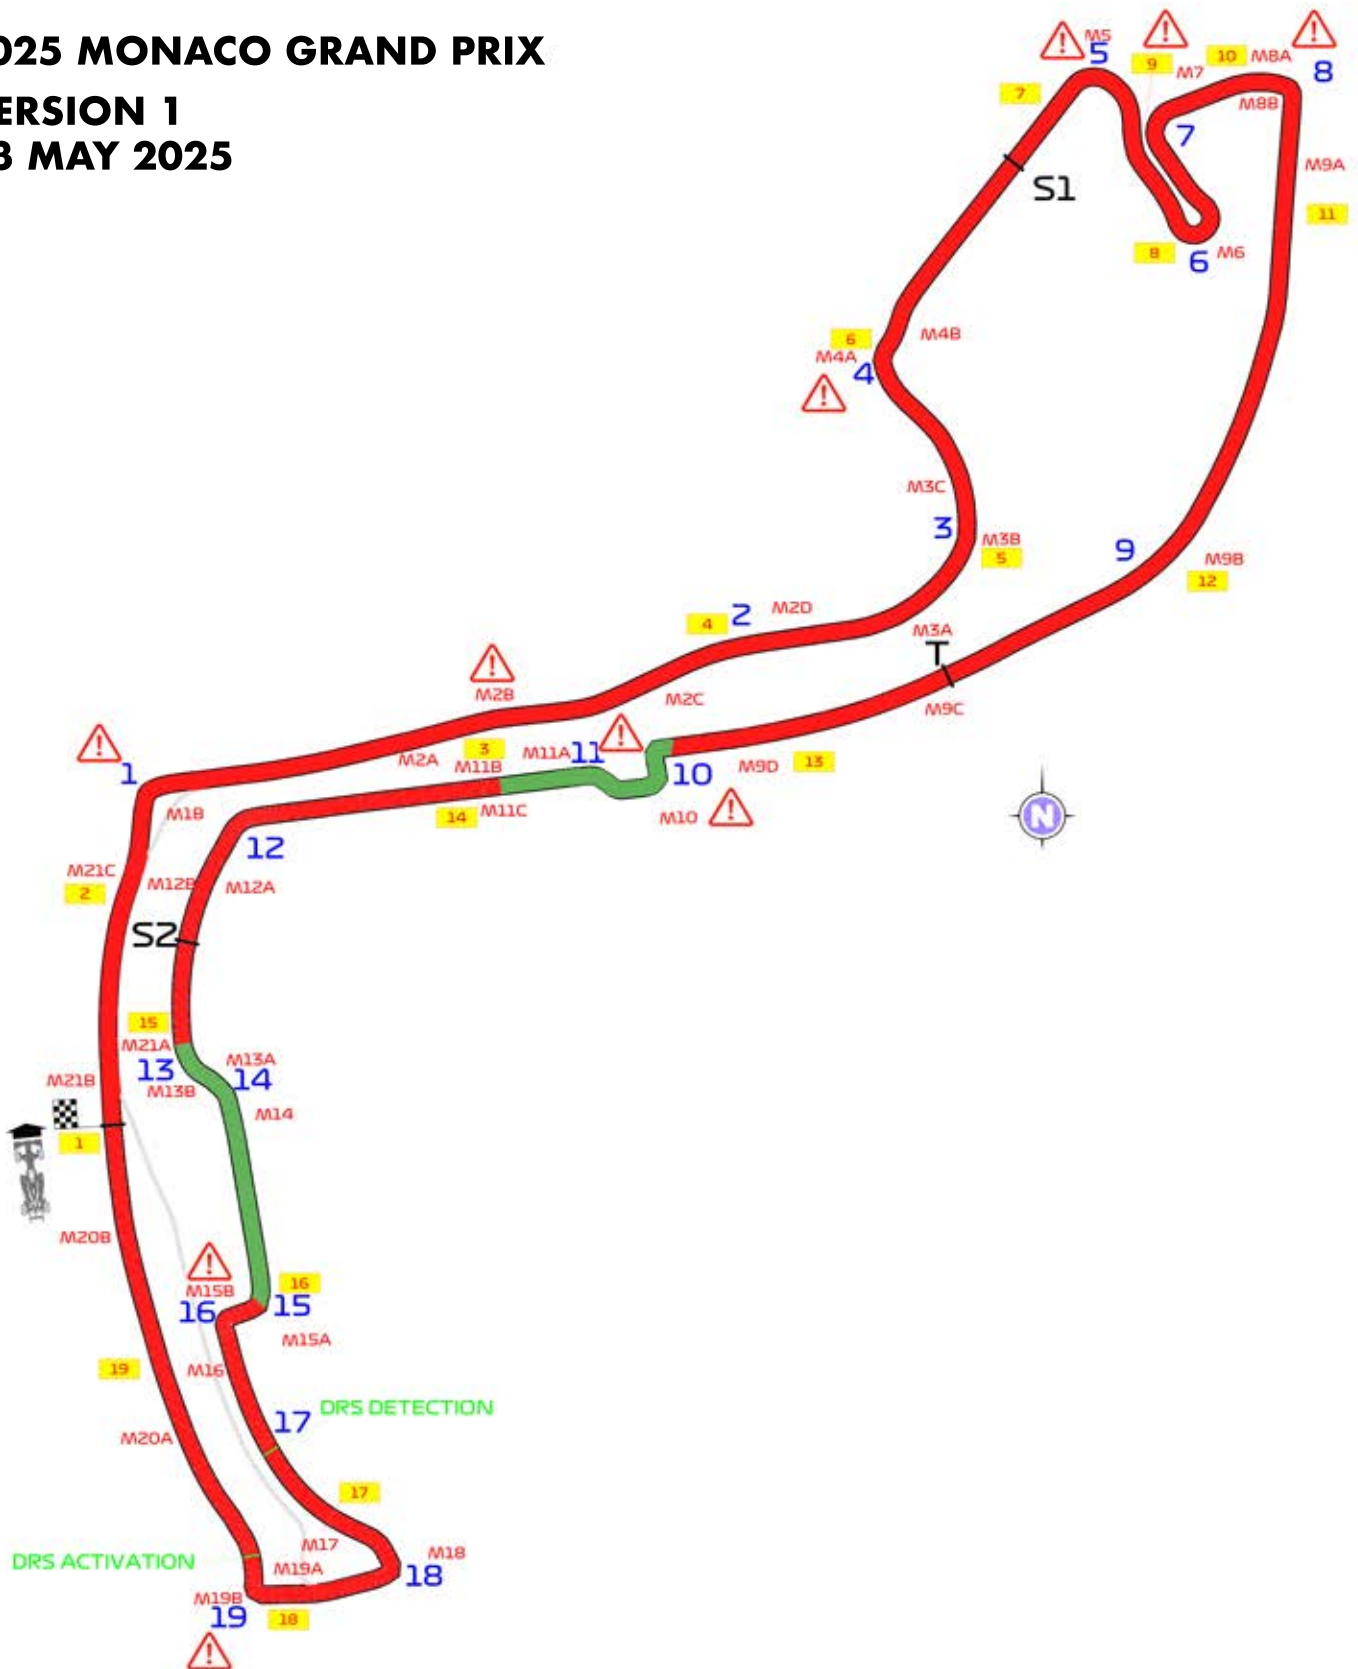 025 MONACO GRAND PRIX
ERSION 1
3 MAY 2025
M5
5
9
M7
10
M8A
8
7
M8B
7
M9A
S1
11
8
M6
6
6
M4B
M4A
4
M3C
3
M3B
5
9
M9B
12
4
2
M2D
M3A
T
M2B
M2C
M9C
1
M2A
3
M11A
11
M11B
10
M9D
13
M1B
14
M11C
M10
N
12
M21C
2
M12B
M12A
S2
15
M21A
13
M13A
14
M21B
M13B
M14
1
M20B
M15B
16
16
15
M15A
19
M16
17
DRS DETECTION
M20A
17
M17
M18
DRS ACTIVATION
M19A
18
M19B
19
18